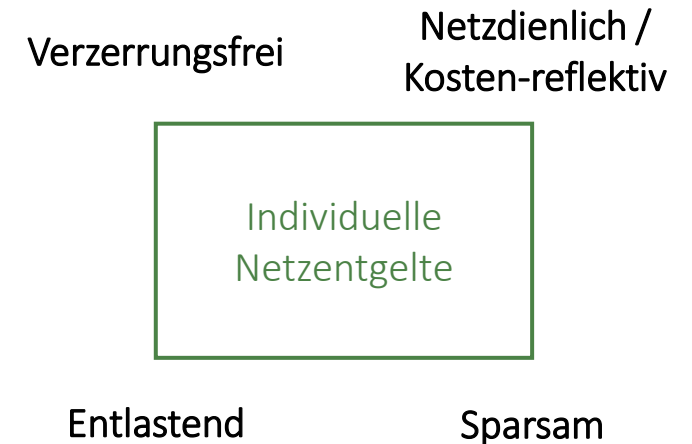 Verzerrungsfrei
Netzdienlich /
Kosten-reflektiv
Individuelle
Netzentgelte
Entlastend
Sparsam